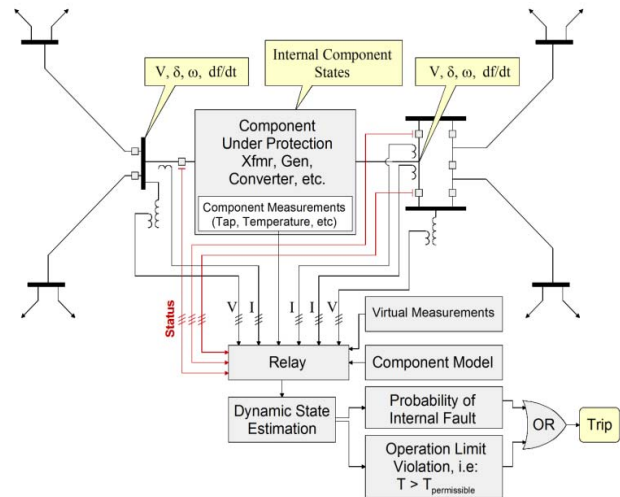 Internal Component
States
V, δ, ω, df/dt
V, δ, ω, df/dt
Component
Under Protection
Xfmr, Gen,
Converter, etc.
Component Measurements
(Tap, Temperature, etc)
Status
V
I
I
I
V
Virtual Measurements
Relay
Component Model
Dynamic State
Estimation
Probability of
Internal Fault
OR
Trip
Operation Limit
Violation, i.e:
T > Tpermissible